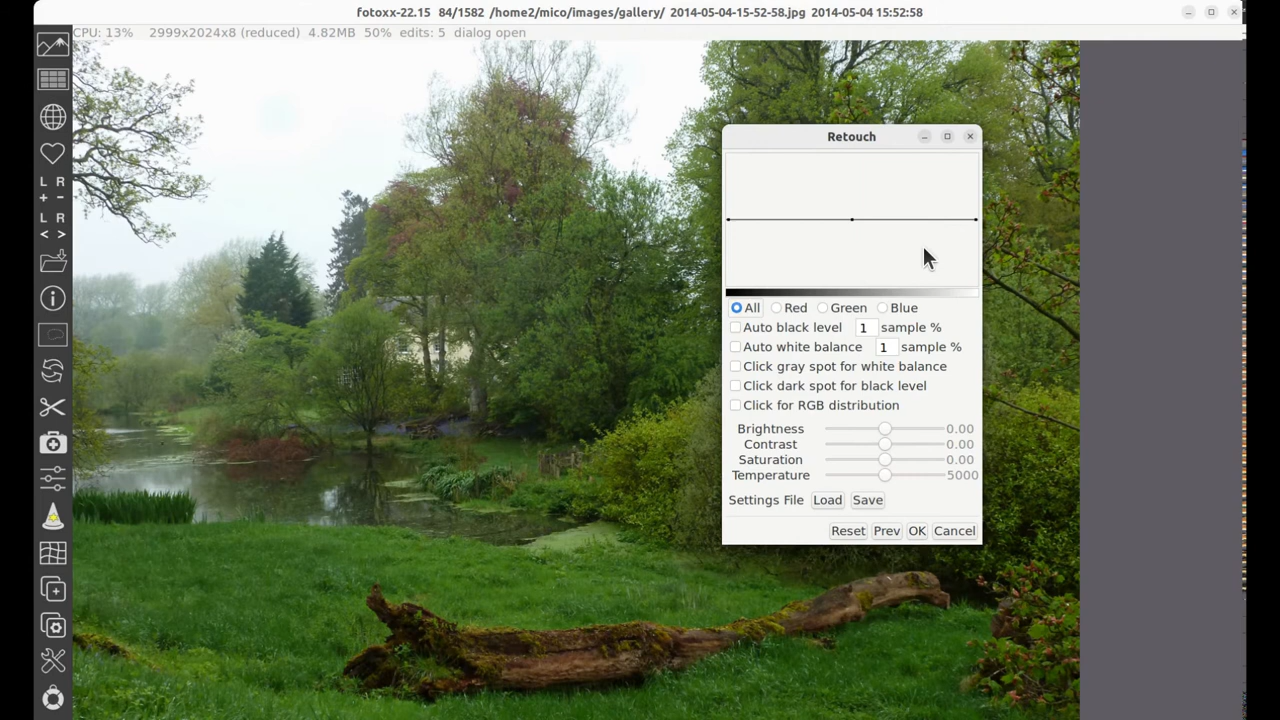 fotoxx-22.15 84/1582 /home2/mico/images/gallery/ 2014-05-04-15-52-58.jpg 2014-05-04 15:52:58
CPU: 13% 2999x2024x8 (reduced) 4.82MB 50% edits: 5 dialog open
L R
+ -
L R
< >
Retouch
All Red Green Blue
Auto black level 1 sample %
Auto white balance 1 sample %
Click gray spot for white balance
Click dark spot for black level
Click for RGB distribution
Brightness 0.00
Contrast 0.00
Saturation 0.00
Temperature 5000
Settings File Load Save
Reset Prev OK Cancel